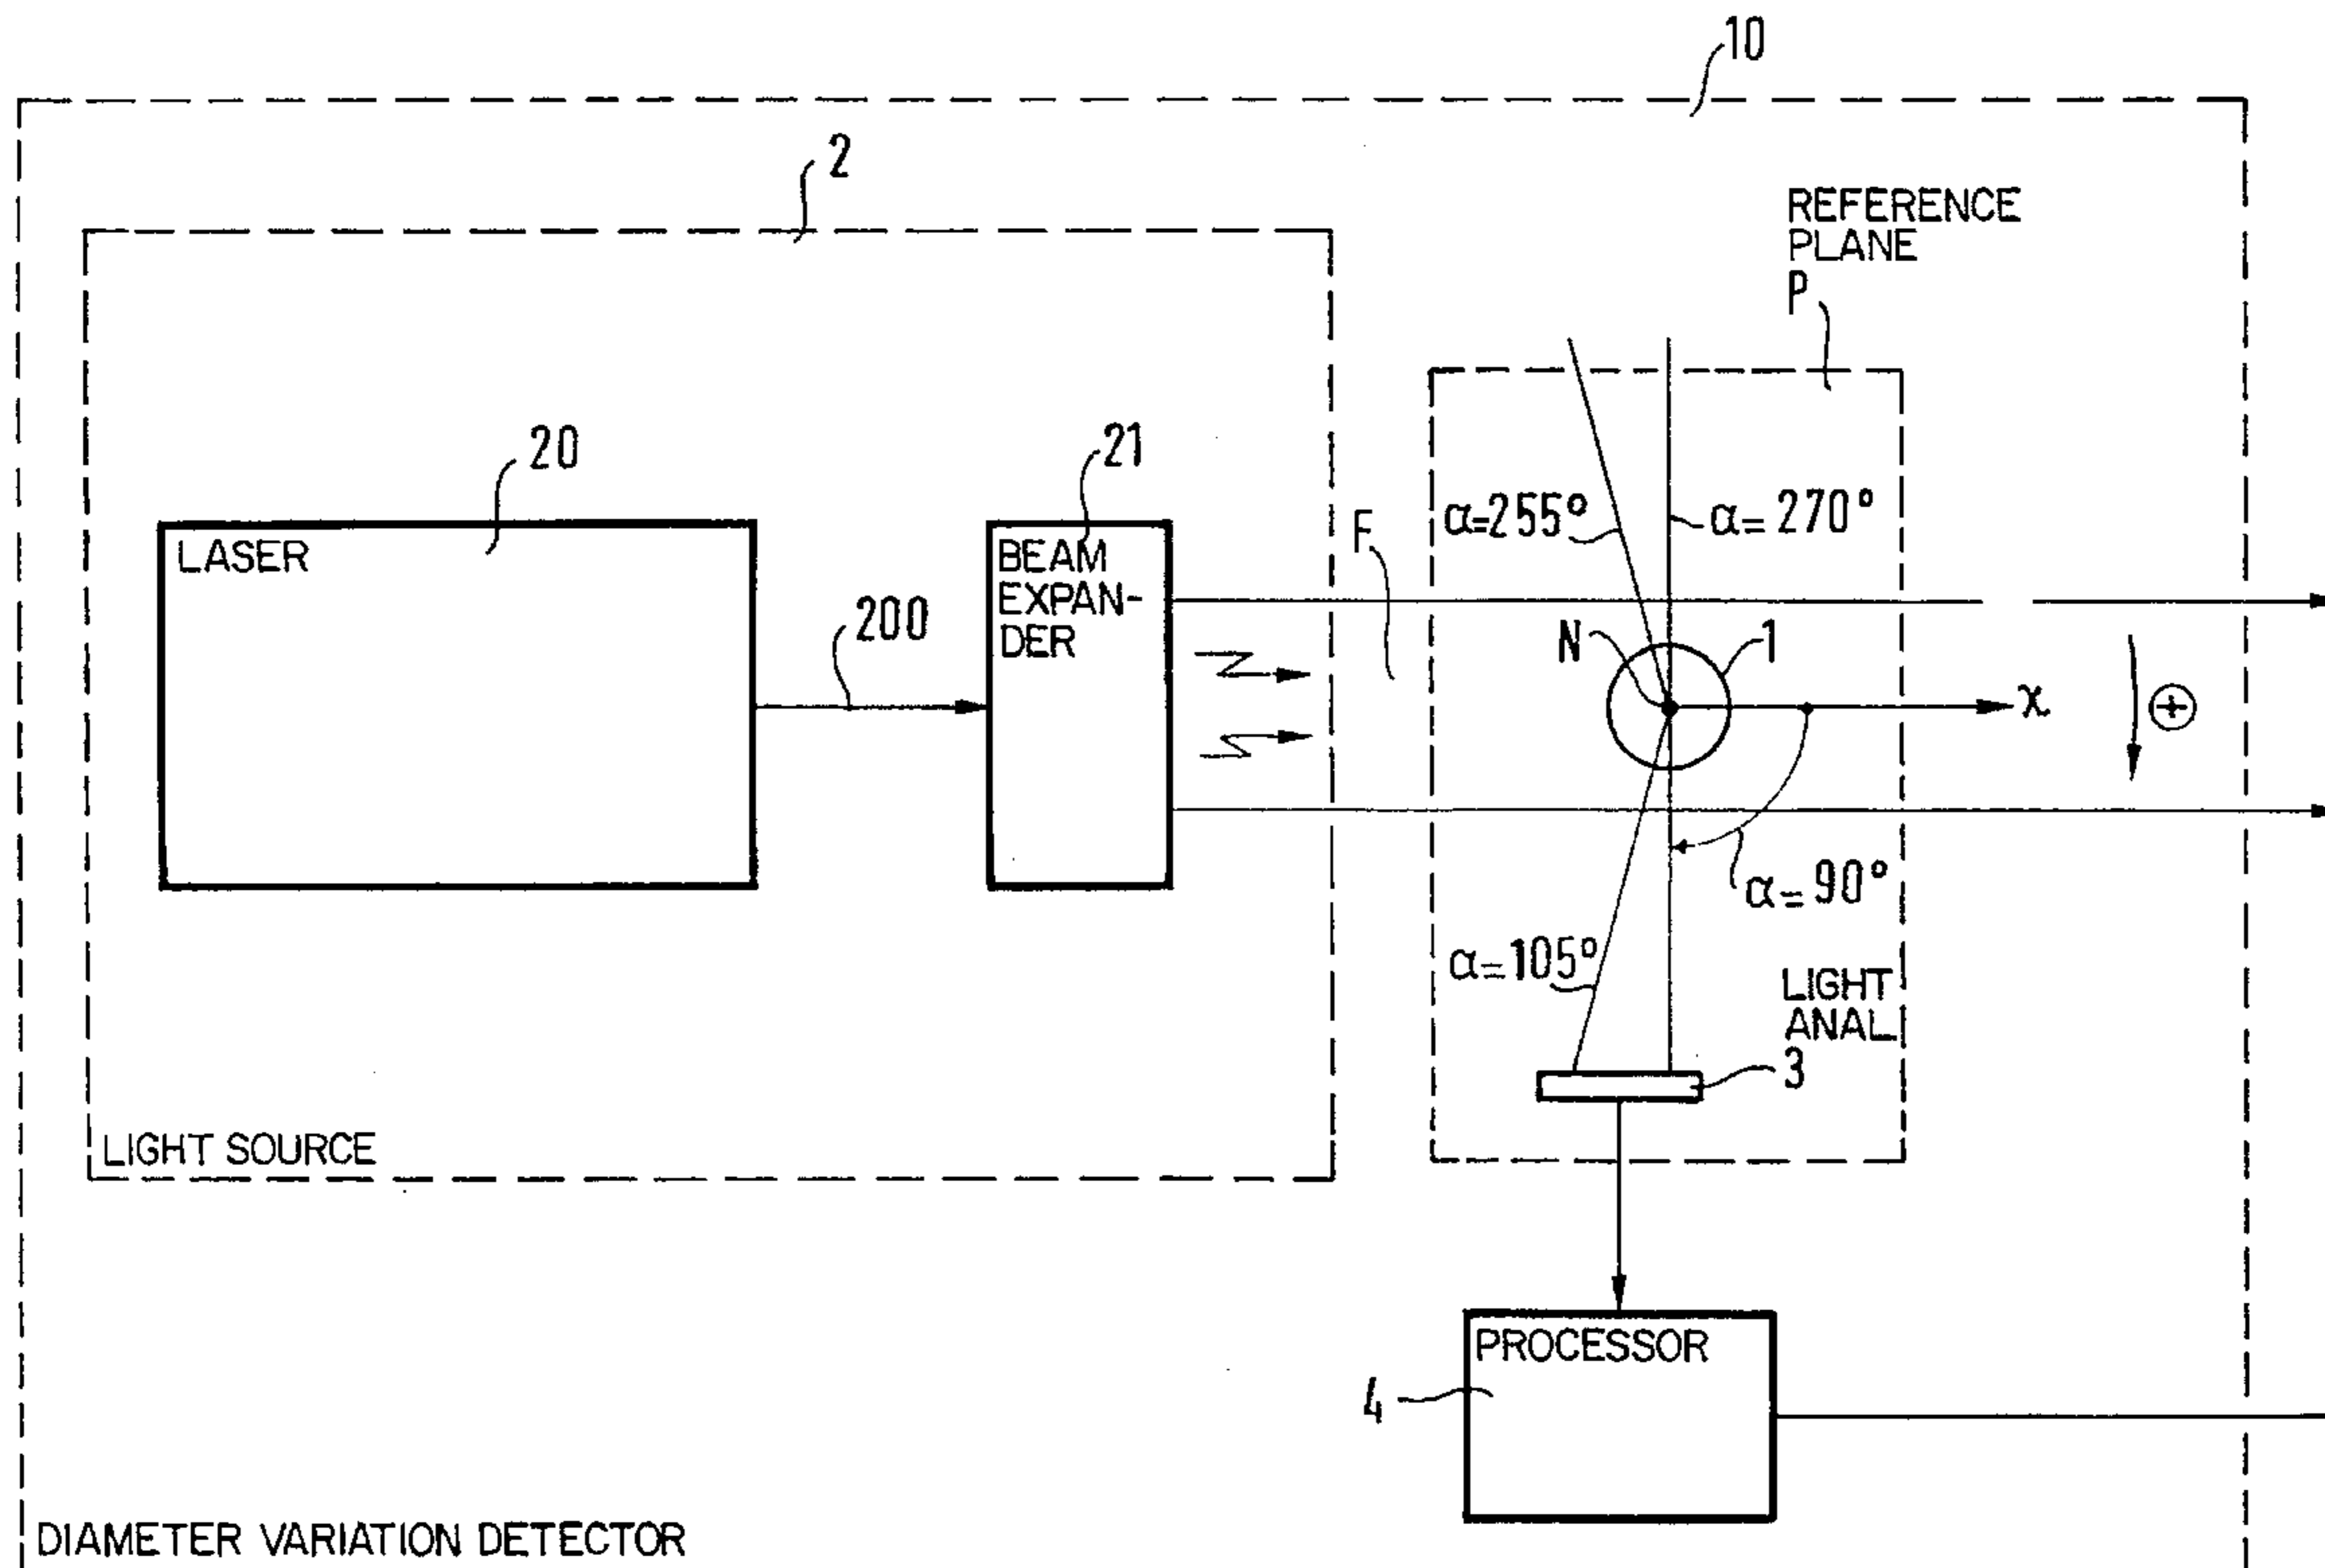 10
2
REFERENCE
PLANE
P
20
21
LASER
BEAM
EXPAN-
DER
200
F
α=255°
α=270°
N
1
x
+
α=90°
α=105°
LIGHT
ANAL.
3
LIGHT SOURCE
PROCESSOR
4
DIAMETER VARIATION DETECTOR